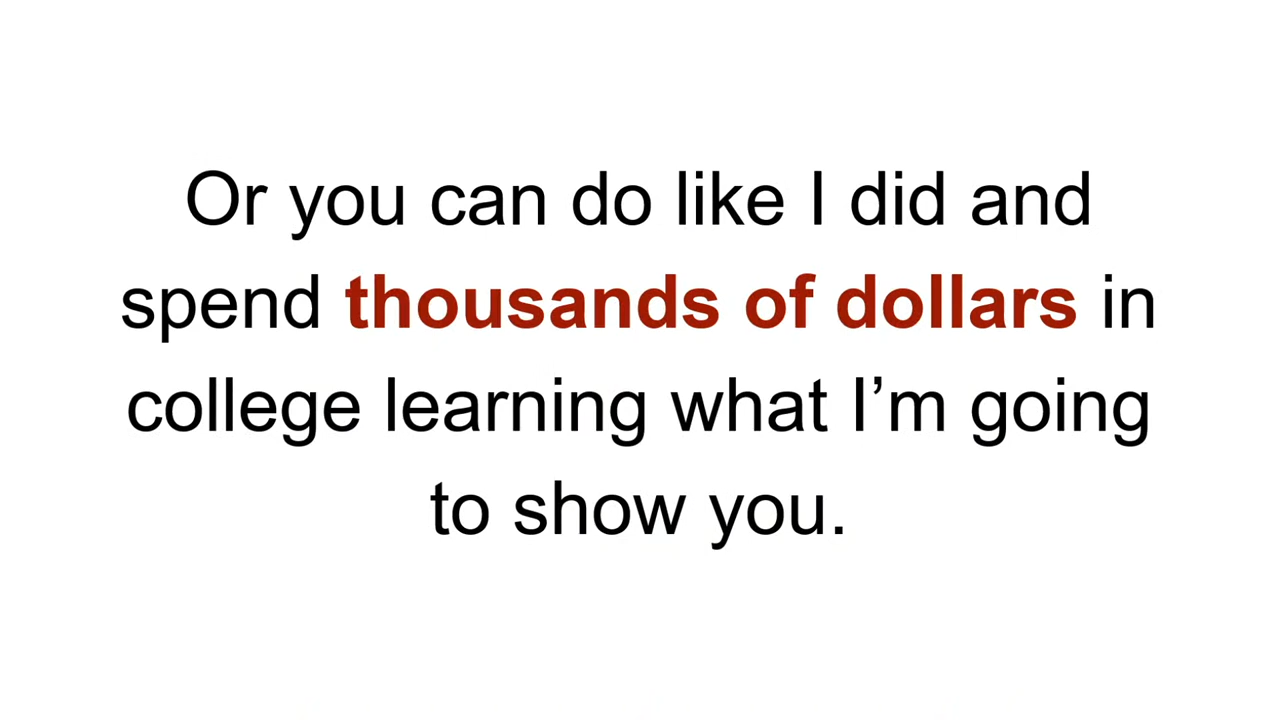 Or you can do like I did and
spend thousands of dollars in
college learning what I’m going
to show you.